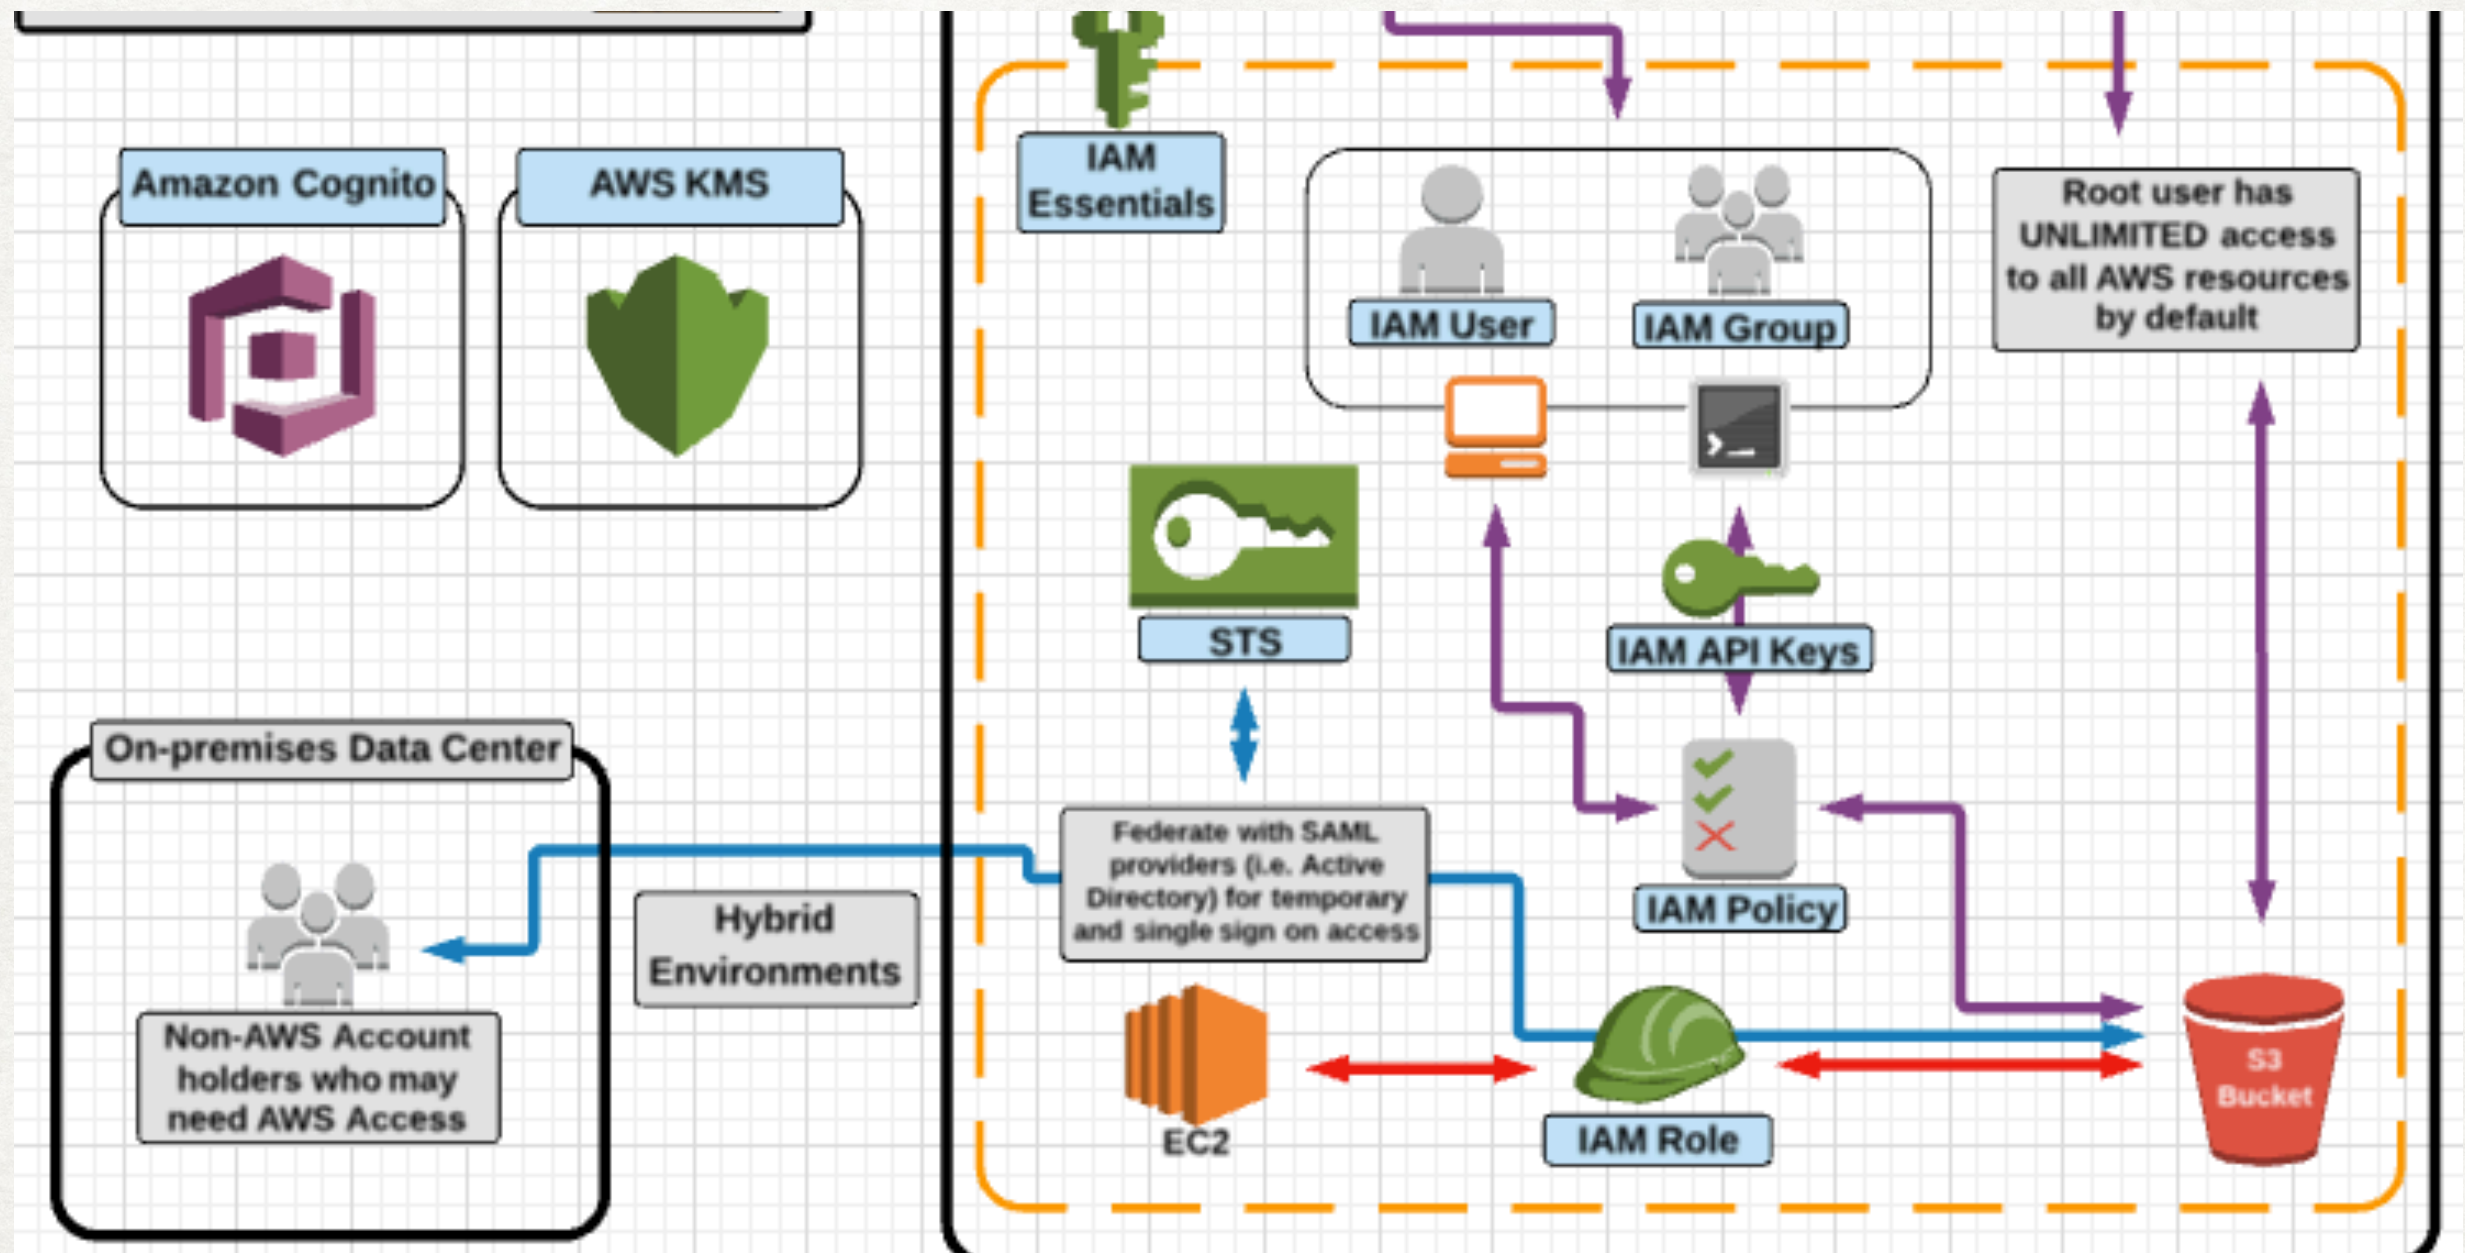 Amazon Cognito
AWS KMS
IAM
Essentials
IAM User
IAM Group
Root user has
UNLIMITED access
to all AWS resources
by default
STS
IAM API Keys
On-premises Data Center
Non-AWS Account
holders who may
need AWS Access
Hybrid
Environments
Federate with SAML
providers (i.e. Active
Directory) for temporary
and single sign on access
IAM Policy
EC2
IAM Role
S3
Bucket